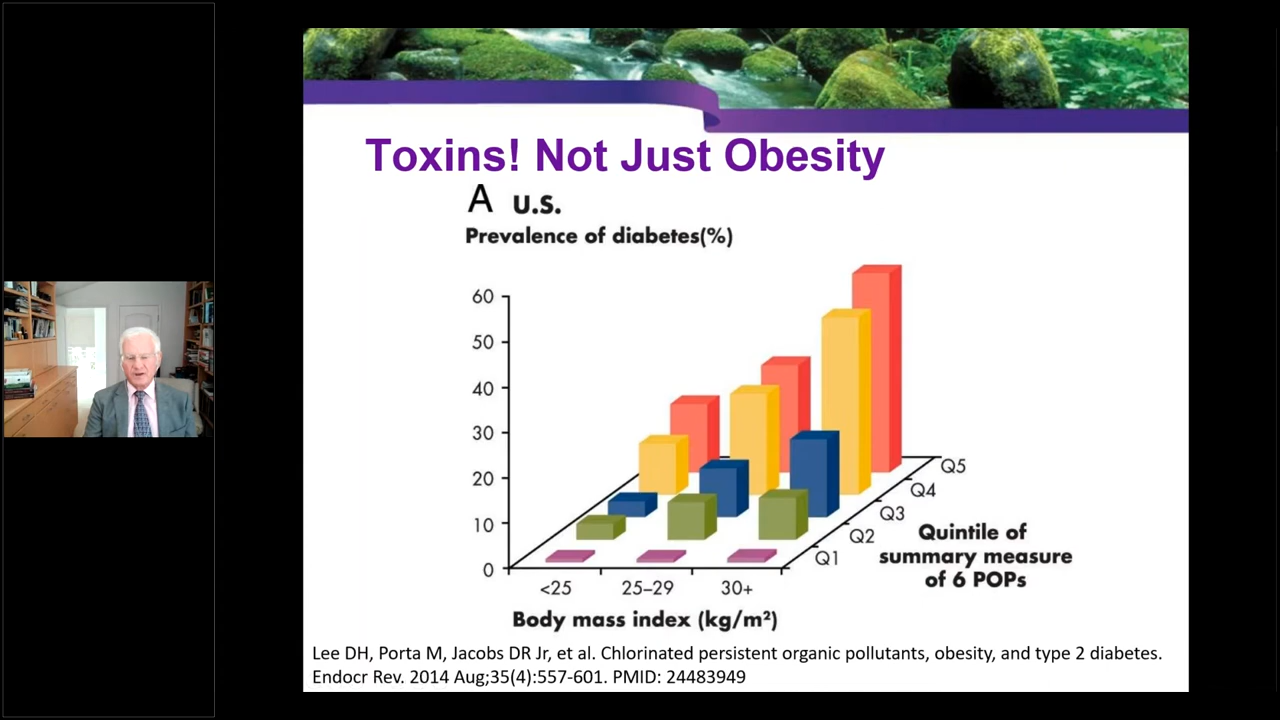 Toxins! Not Just Obesity
A U.S.
Prevalence of diabetes(%)
60
50
40
30
20
10
0
<25
25–29
30+
Q1
Q2
Q3
Q4
Q5
Body mass index (kg/m²)
Quintile of
summary measure
of 6 POPs
Lee DH, Porta M, Jacobs DR Jr, et al. Chlorinated persistent organic pollutants, obesity, and type 2 diabetes.
Endocr Rev. 2014 Aug;35(4):557-601. PMID: 24483949